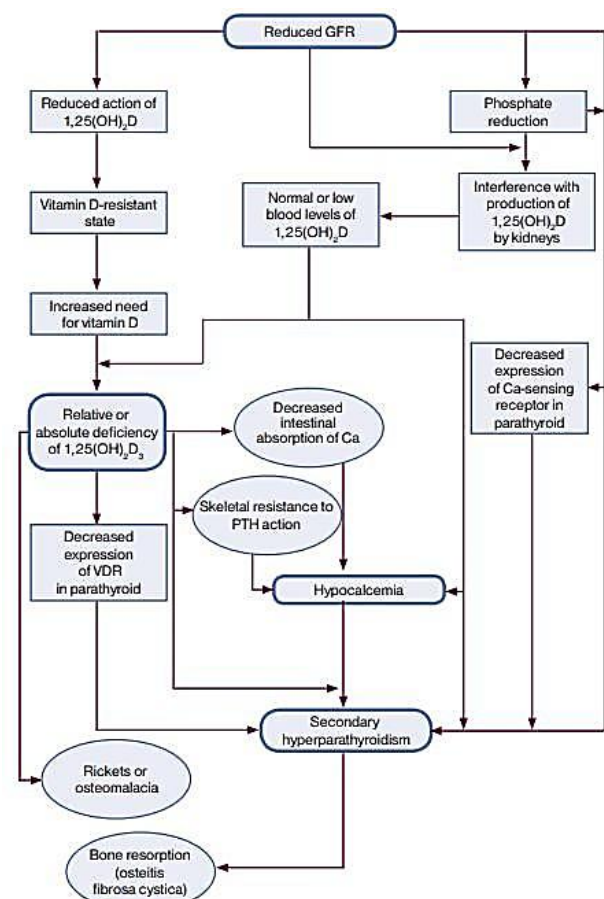 Reduced GFR
Reduced action of
1,25(OH)₂D
Phosphate
reduction
Vitamin D-resistant
state
Normal or low
blood levels of
1,25(OH)₂D
Interference with
production of
1,25(OH)₂D
by kidneys
Increased need
for vitamin D
Decreased
expression
of Ca-sensing
receptor in
parathyroid
Relative or
absolute deficiency
of 1,25(OH)₂D₃
Decreased
intestinal
absorption of Ca
Skeletal resistance to
PTH action
Decreased
expression
of VDR
in parathyroid
Hypocalcemia
Secondary
hyperparathyroidism
Rickets or
osteomalacia
Bone resorption
(osteitis
fibrosa cystica)